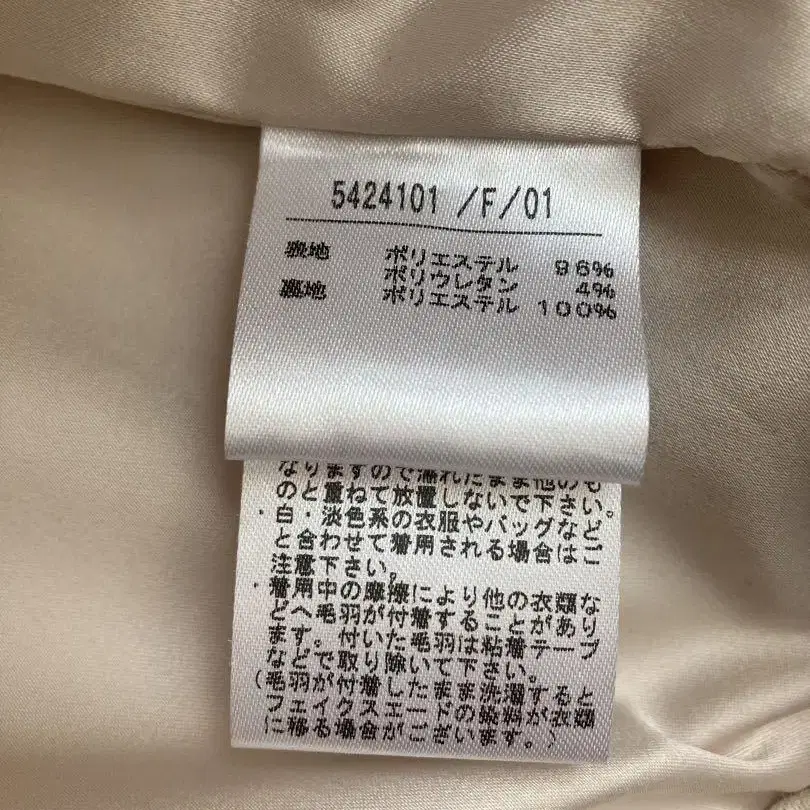 5424101 /F/01
表地 ポリエステル 96%
ポリウレタン 4%
裏地 ポリエステル 100%
なりますので濡れたまま他のも
のと重ねて放置しないで下さい。
・白・淡色系の衣服やバッグなど
と合わせて着用される場合はご
注意下さい。
・着用中の摩擦により他の衣類な
どへ毛羽が付着することがあり
ます。付いた毛羽は粘着テープ
などで取り除いて下さい。
(毛羽が付着したまま洗濯すると
フェイクスエードの染料が衣類
に移る場合がございます。)